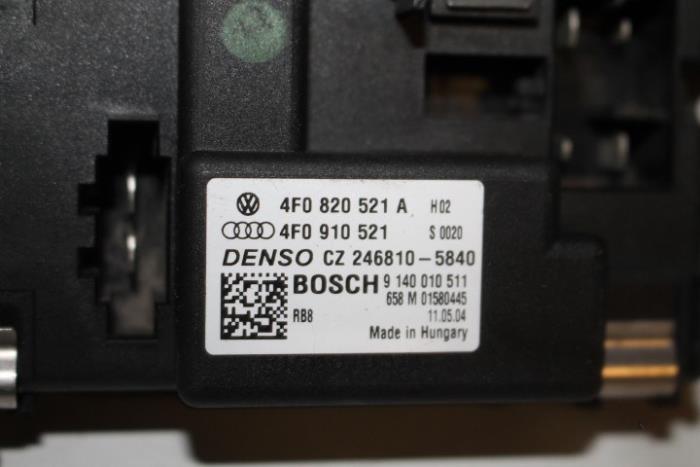 4F0 820 521 A H02
4F0 910 521 S 0020
DENSO CZ 246810-5840
BOSCH 9 140 010 511
658 M 01580445
RB8 11.05.04
Made in Hungary